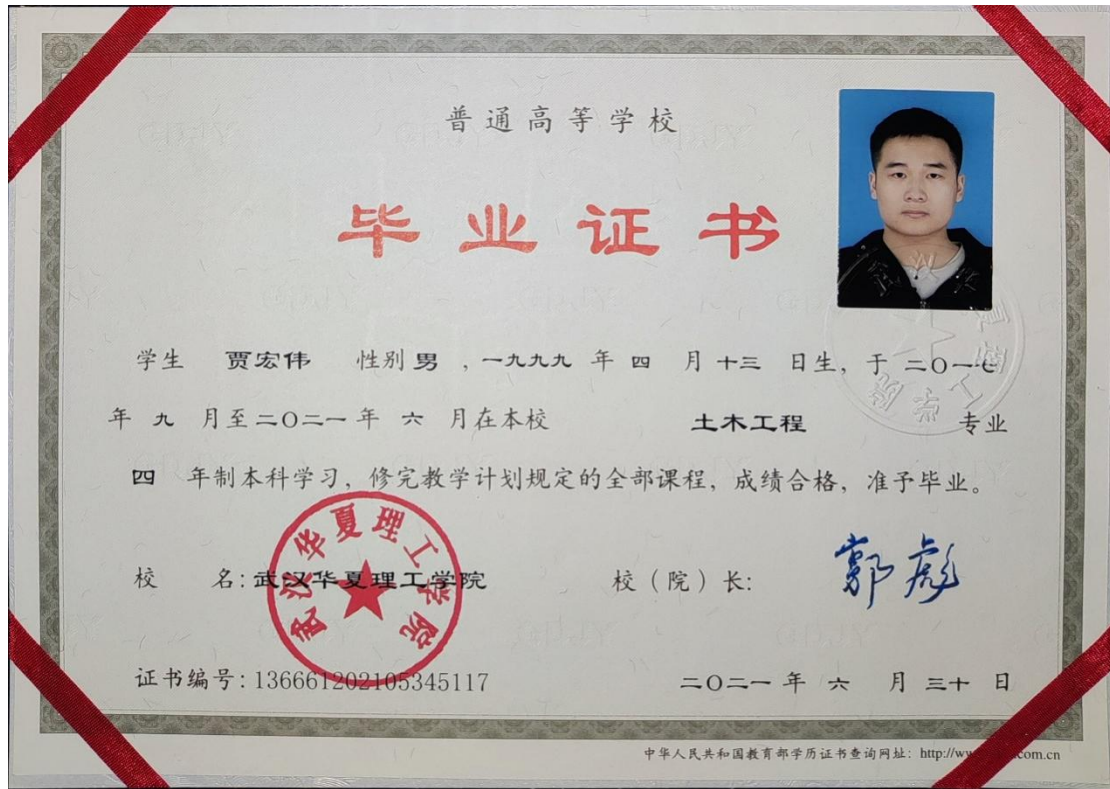 普通高等学校
毕业证书
学生 贾宏伟 性别 男 ,一九九九 年 四 月 十三 日生, 于 二〇一七
年 九 月至 二〇二一 年 六 月在本校 土木工程 专业
四 年制本科学习, 修完教学计划规定的全部课程, 成绩合格, 准予毕业。
校 名: 武汉华夏理工学院 校（院）长: 郭彪
武汉华夏理工学院
证书编号: 136661202105345117 二〇二一 年 六 月 三十 日
中华人民共和国教育部学历证书查询网址: http://ww com.cn